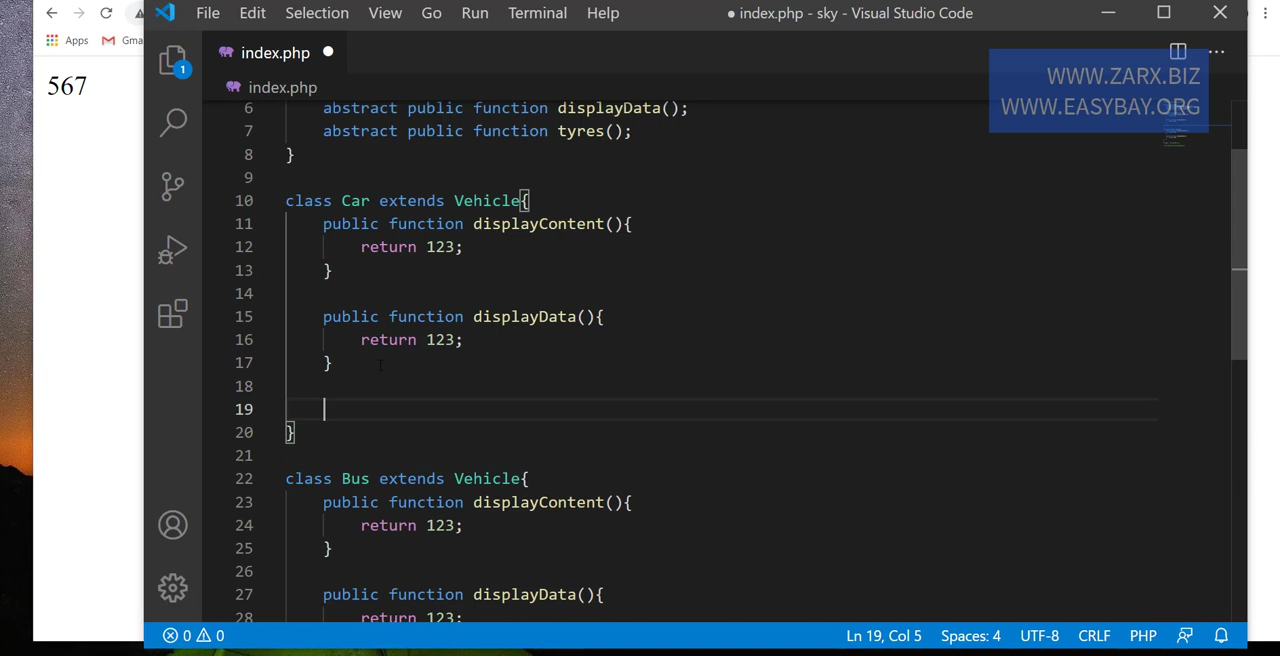 File Edit Selection View Go Run Terminal Help
● index.php - sky - Visual Studio Code
Apps
Gma
567
1
index.php
index.php
WWW.ZARX.BIZ
WWW.EASYBAY.ORG
6 abstract public function displayData();
7 abstract public function tyres();
8 }
9
10 class Car extends Vehicle{
11 public function displayContent(){
12 return 123;
13 }
14
15 public function displayData(){
16 return 123;
17 }
18
19
20 }
21
22 class Bus extends Vehicle{
23 public function displayContent(){
24 return 123;
25 }
26
27 public function displayData(){
28 return 123;
0 0 Ln 19, Col 5 Spaces: 4 UTF-8 CRLF PHP